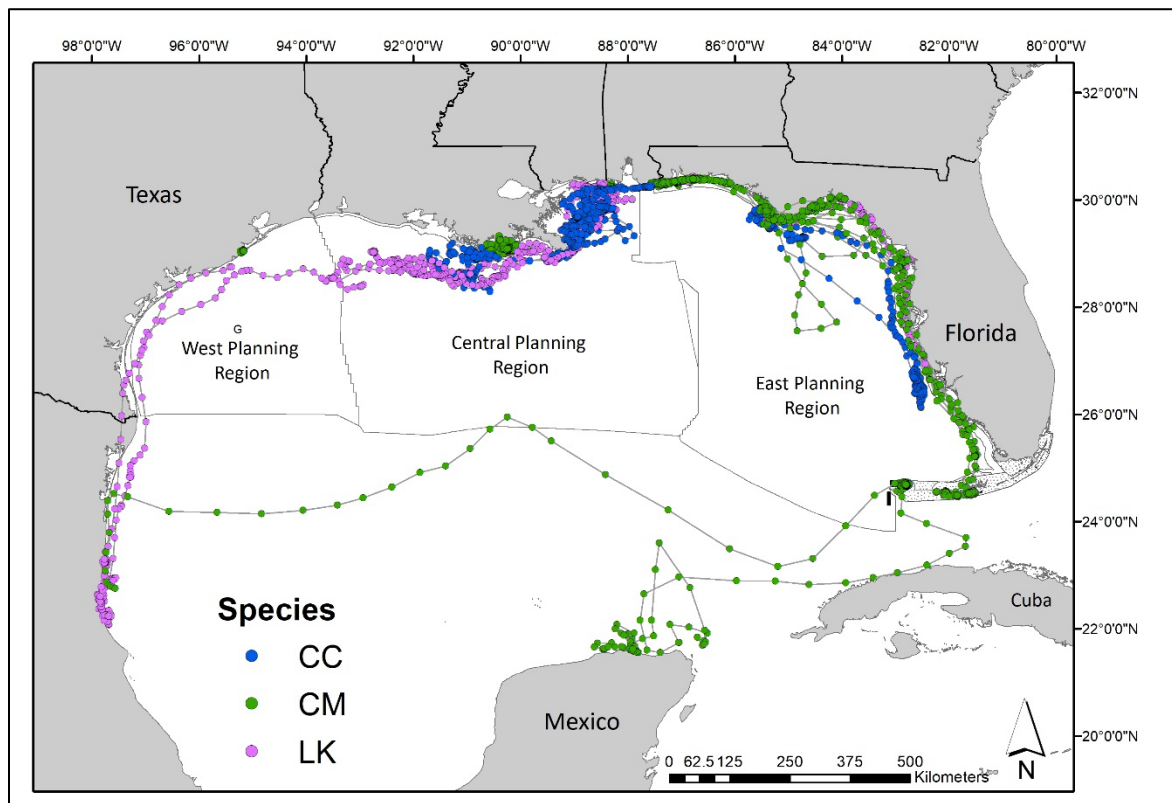 98°0'0"W 96°0'0"W 94°0'0"W 92°0'0"W 90°0'0"W 88°0'0"W 86°0'0"W 84°0'0"W 82°0'0"W 80°0'0"W
32°0'0"N
Texas
30°0'0"N
28°0'0"N
G
West Planning
Region
Central Planning
Region
Florida
East Planning
Region
26°0'0"N
24°0'0"N
Species
Cuba
CC
22°0'0"N
CM
Mexico
LK
20°0'0"N
0 62.5 125 250 375 500
Kilometers
N